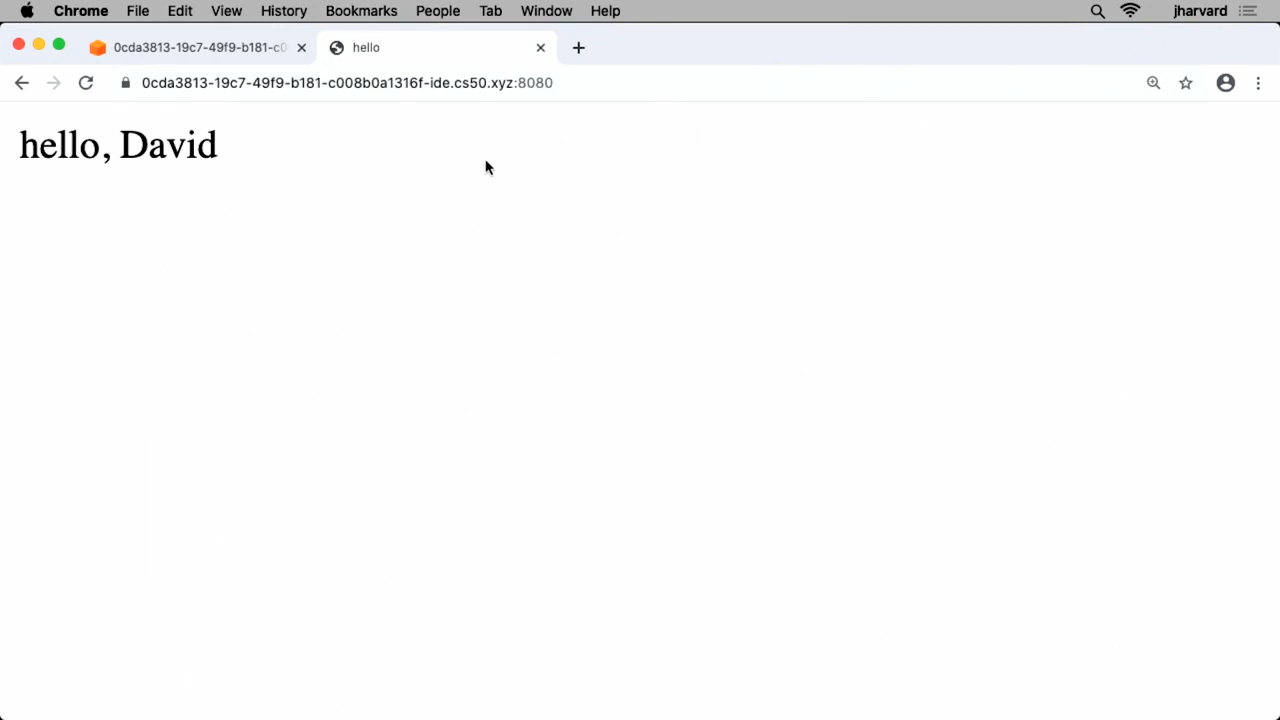 Chrome File Edit View History Bookmarks People Tab Window Help jharvard
0cda3813-19c7-49f9-b181-c0 hello
0cda3813-19c7-49f9-b181-c008b0a1316f-ide.cs50.xyz:8080
hello, David